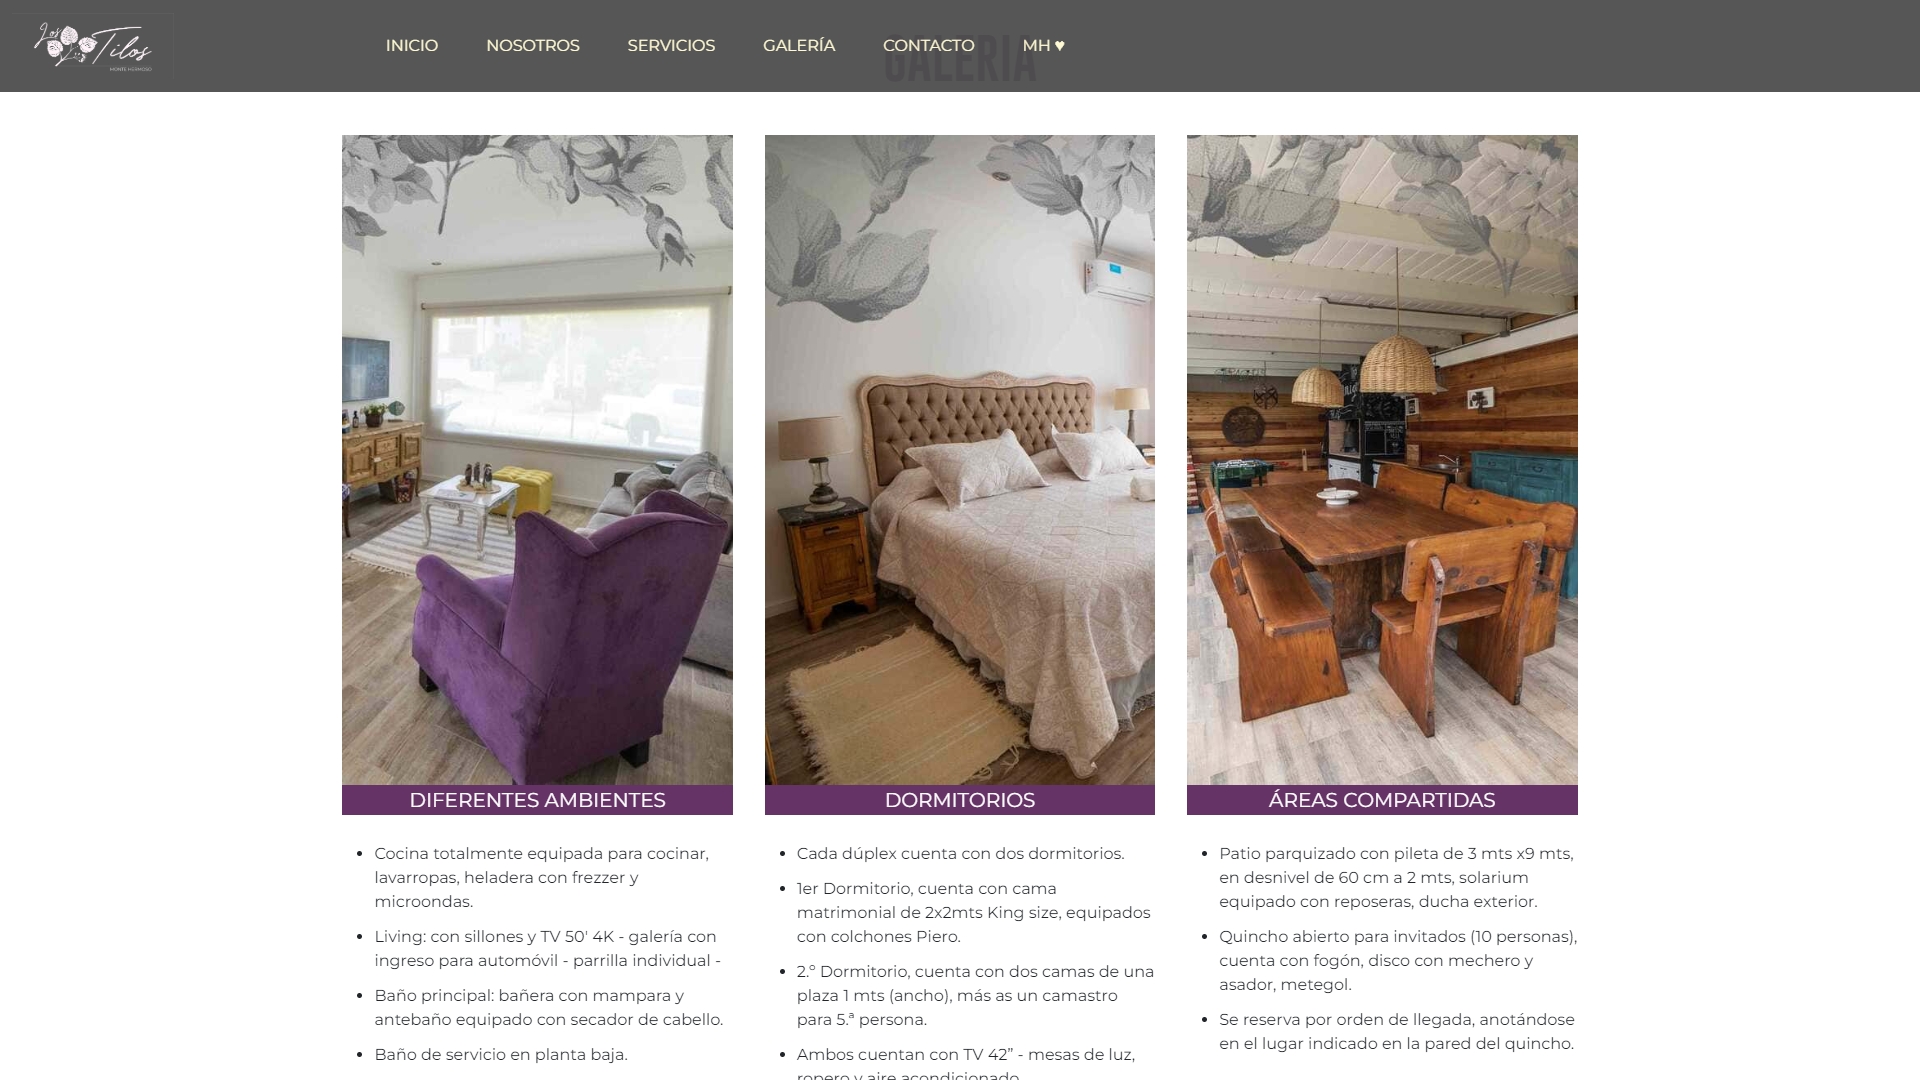 Los Tilos
MONTE HERMOSO
INICIO
NOSOTROS
SERVICIOS
GALERÍA
CONTACTO
MH ♥
GALERIA
DIFERENTES AMBIENTES
Cocina totalmente equipada para cocinar,
lavarropas, heladera con frezzer y
microondas.
Living: con sillones y TV 50' 4K - galería con
ingreso para automóvil - parrilla individual -
Baño principal: bañera con mampara y
antebaño equipado con secador de cabello.
Baño de servicio en planta baja.
DORMITORIOS
Cada dúplex cuenta con dos dormitorios.
1er Dormitorio, cuenta con cama
matrimonial de 2x2mts King size, equipados
con colchones Piero.
2.º Dormitorio, cuenta con dos camas de una
plaza 1 mts (ancho), más as un camastro
para 5.ª persona.
Ambos cuentan con TV 42” - mesas de luz,
ropero y aire acondicionado
ÁREAS COMPARTIDAS
Patio parquizado con pileta de 3 mts x9 mts,
en desnivel de 60 cm a 2 mts, solarium
equipado con reposeras, ducha exterior.
Quincho abierto para invitados (10 personas),
cuenta con fogón, disco con mechero y
asador, metegol.
Se reserva por orden de llegada, anotándose
en el lugar indicado en la pared del quincho.